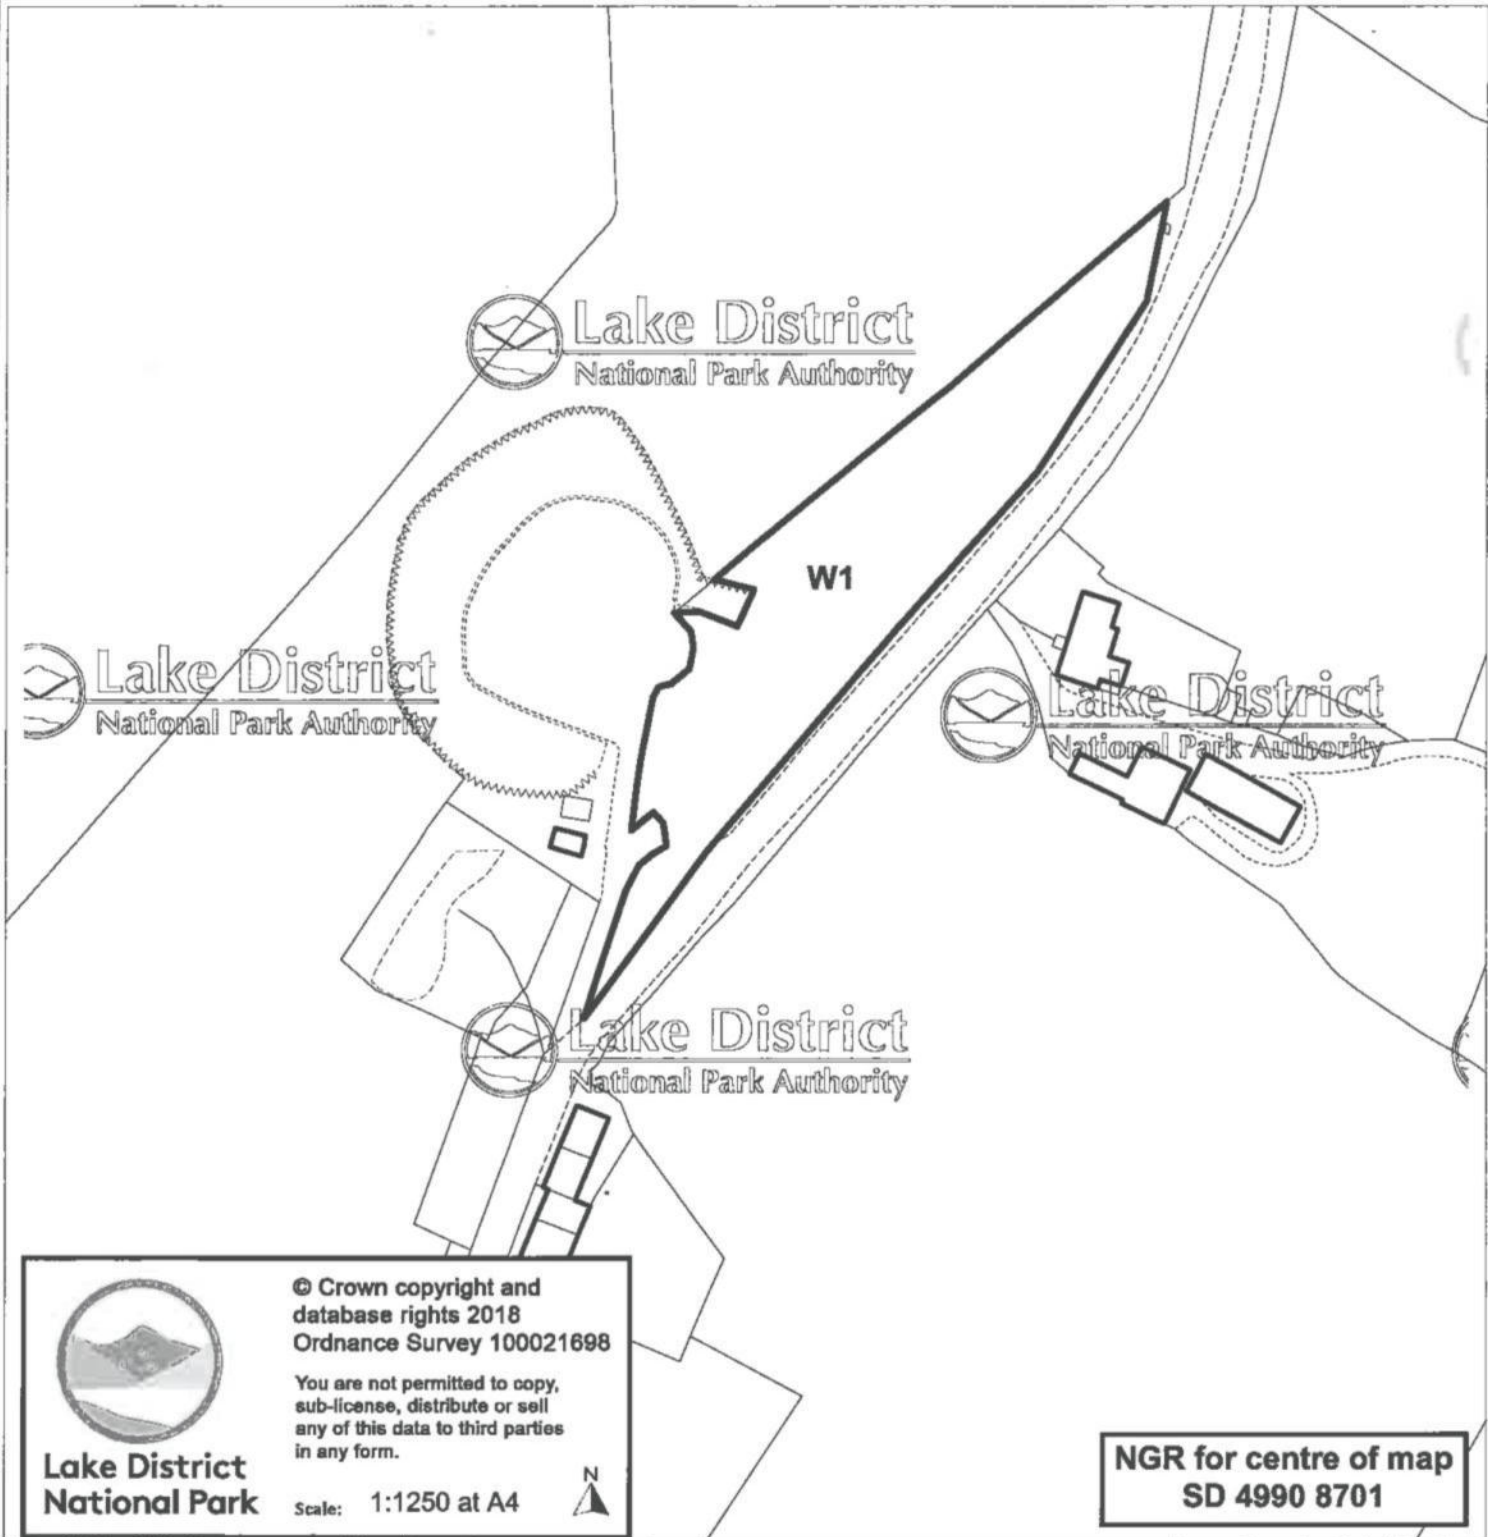 Lake District
National Park Authority
W1
Lake District
National Park Authority
Lake District
National Park Authority
Lake District
National Park Authority
© Crown copyright and
database rights 2018
Ordnance Survey 100021698
You are not permitted to copy,
sub-license, distribute or sell
any of this data to third parties
in any form.
Lake District
National Park
Scale: 1:1250 at A4
N
NGR for centre of map
SD 4990 8701